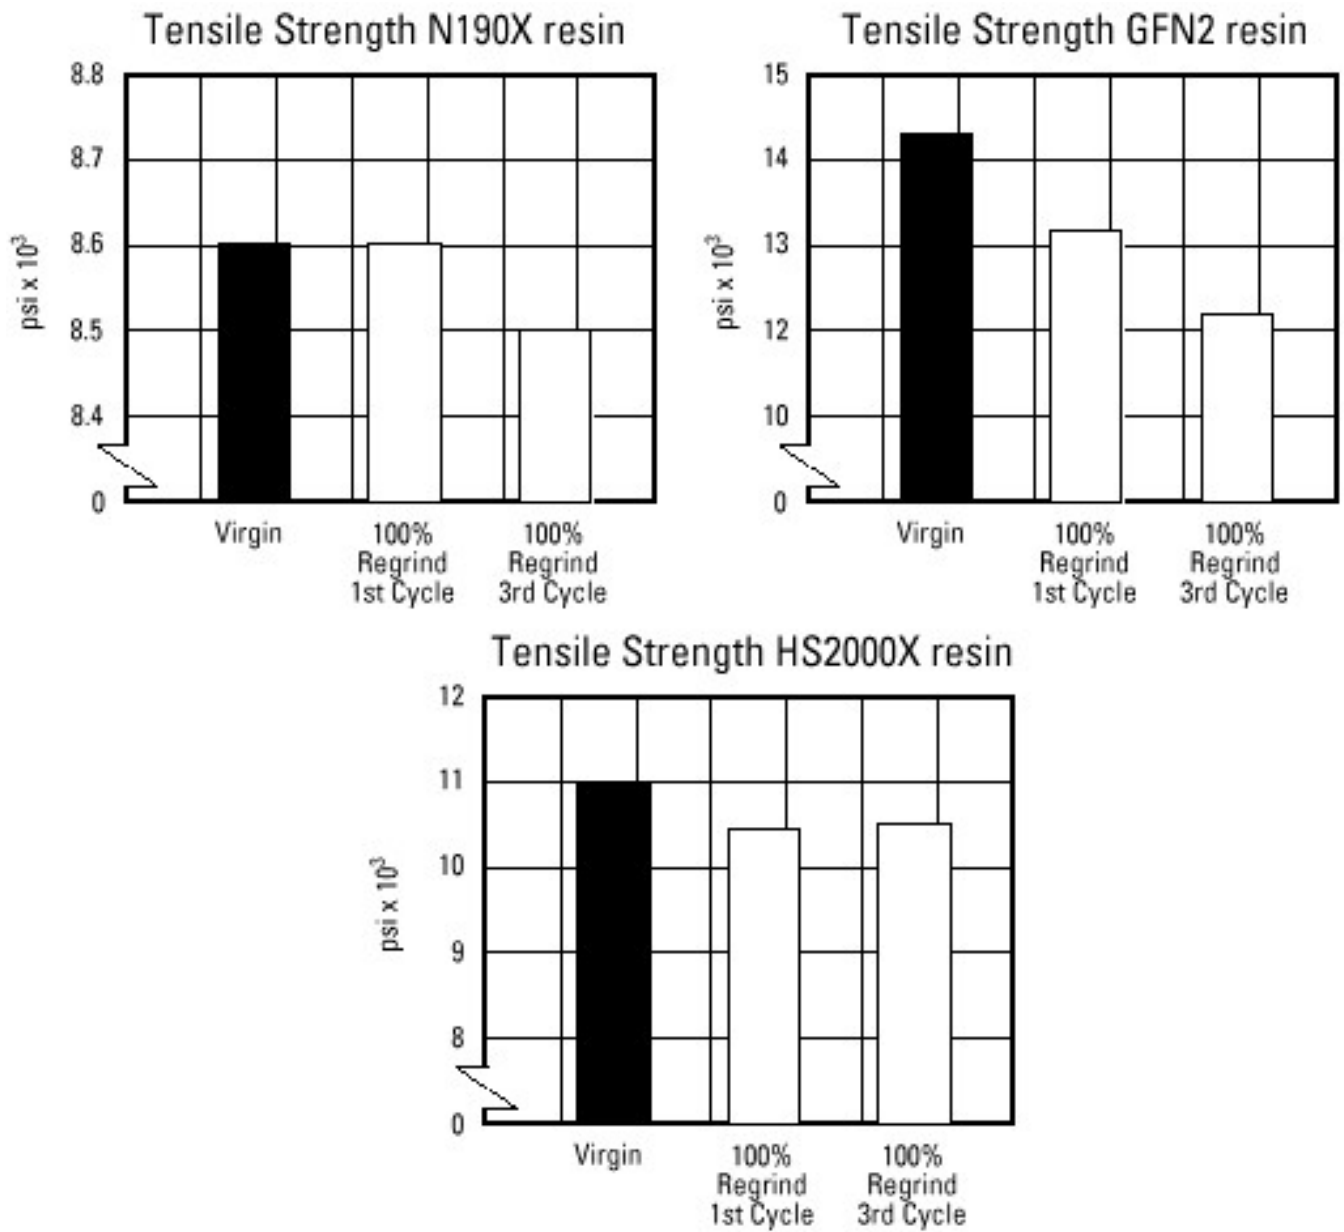 Tensile Strength N190X resin
8.8
8.7
8.6
8.5
8.4
0
psi x 10³
Virgin
100%
Regrind
1st Cycle
100%
Regrind
3rd Cycle
Tensile Strength GFN2 resin
15
14
13
12
10
0
psi x 10³
Virgin
100%
Regrind
1st Cycle
100%
Regrind
3rd Cycle
Tensile Strength HS2000X resin
12
11
10
9
8
0
psi x 10³
Virgin
100%
Regrind
1st Cycle
100%
Regrind
3rd Cycle